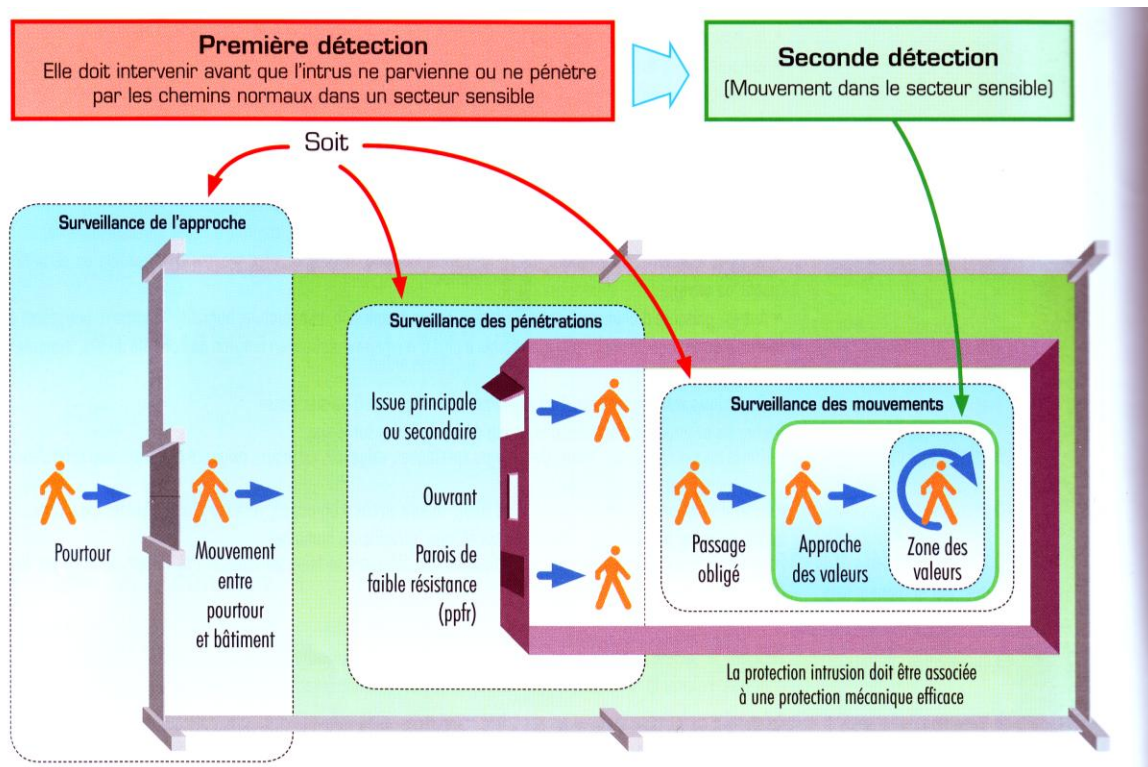 Première détection
Elle doit intervenir avant que l'intrus ne parvienne ou ne pénètre
par les chemins normaux dans un secteur sensible
Seconde détection
(Mouvement dans le secteur sensible)
Soit
Surveillance de l'approche
Surveillance des pénétrations
Issue principale
ou secondaire
Surveillance des mouvements
Ouvrant
Pourtour
Mouvement
entre
pourtour
et bâtiment
Parois de
faible résistance
(ppfr)
Passage
obligé
Approche
des valeurs
Zone des
valeurs
La protection intrusion doit être associée
à une protection mécanique efficace